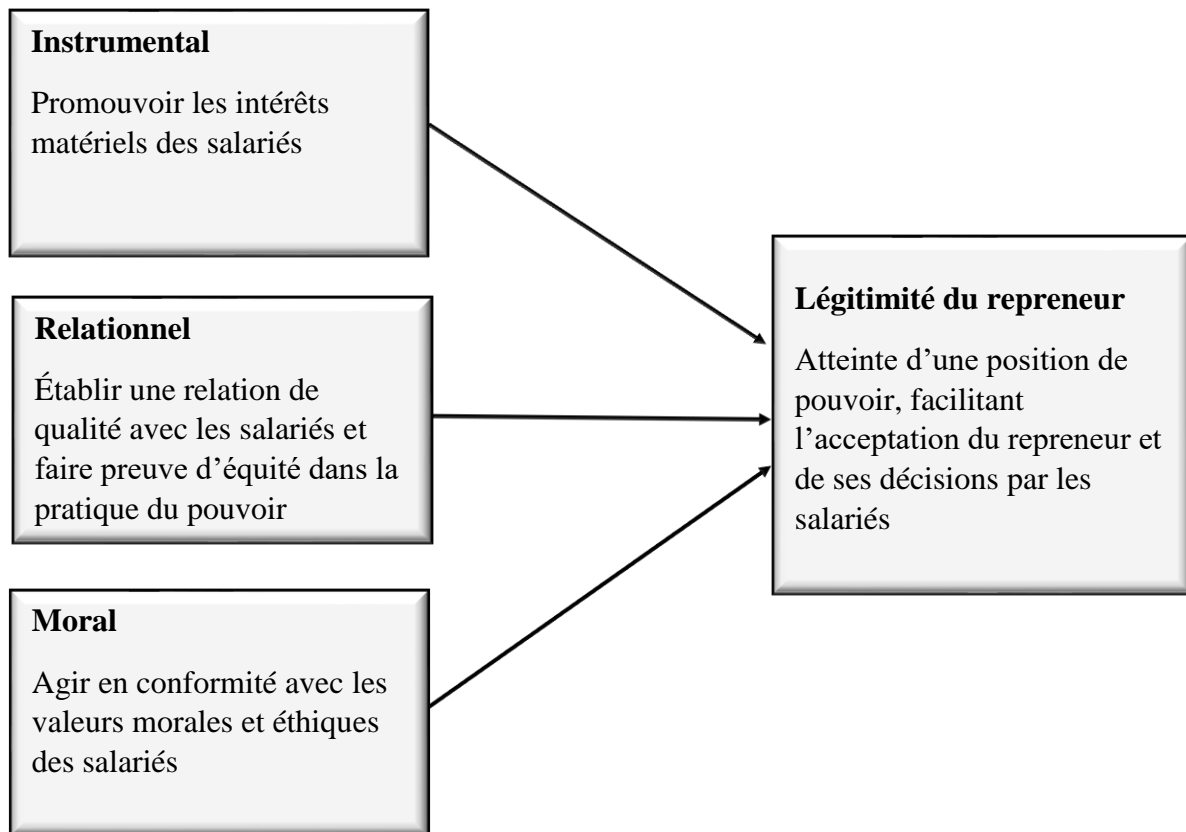 Instrumental
Promouvoir les intérêts
matériels des salariés
Relationnel
Établir une relation de
qualité avec les salariés et
faire preuve d’équité dans la
pratique du pouvoir
Moral
Agir en conformité avec les
valeurs morales et éthiques
des salariés
Légitimité du repreneur
Atteinte d’une position de
pouvoir, facilitant
l’acceptation du repreneur et
de ses décisions par les
salariés